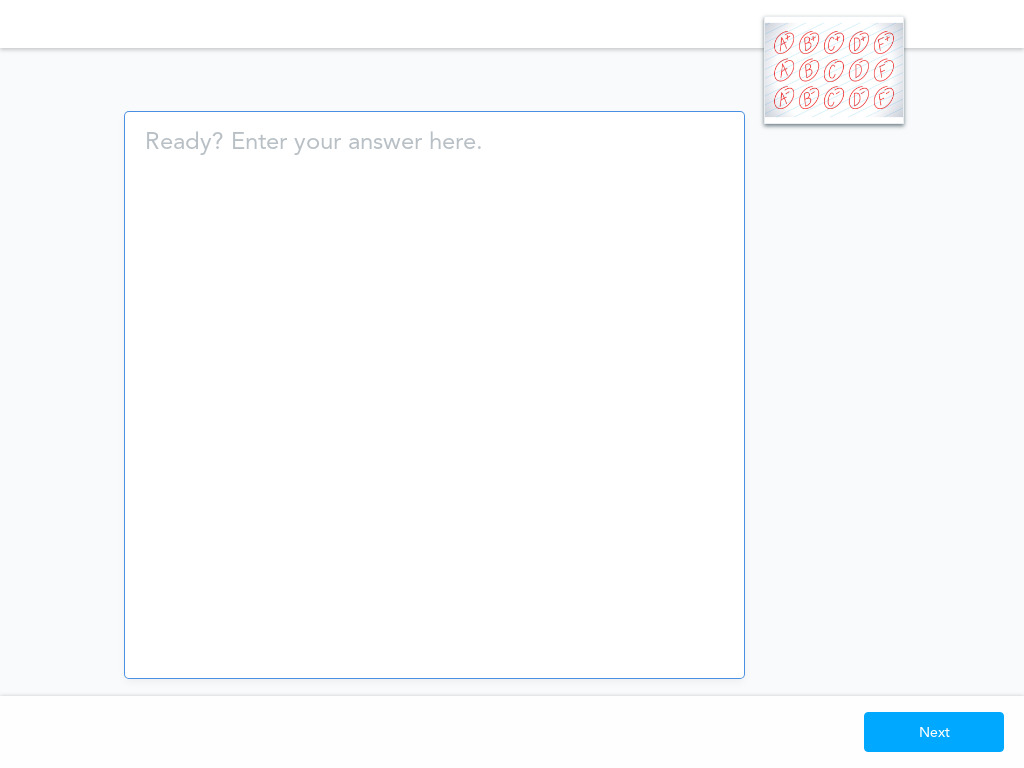 A+ B+ C+ D+ F+
A B C D F
A- B- C- D- F-
Ready? Enter your answer here.
Next